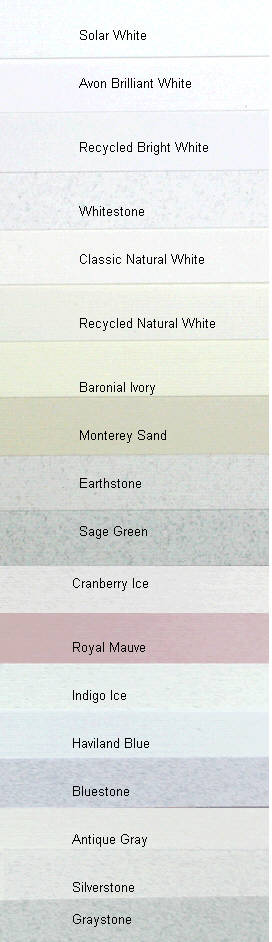 Solar White
Avon Brilliant White
Recycled Bright White
Whitestone
Classic Natural White
Recycled Natural White
Baronial Ivory
Monterey Sand
Earthstone
Sage Green
Cranberry Ice
Royal Mauve
Indigo Ice
Haviland Blue
Bluestone
Antique Gray
Silverstone
Graystone